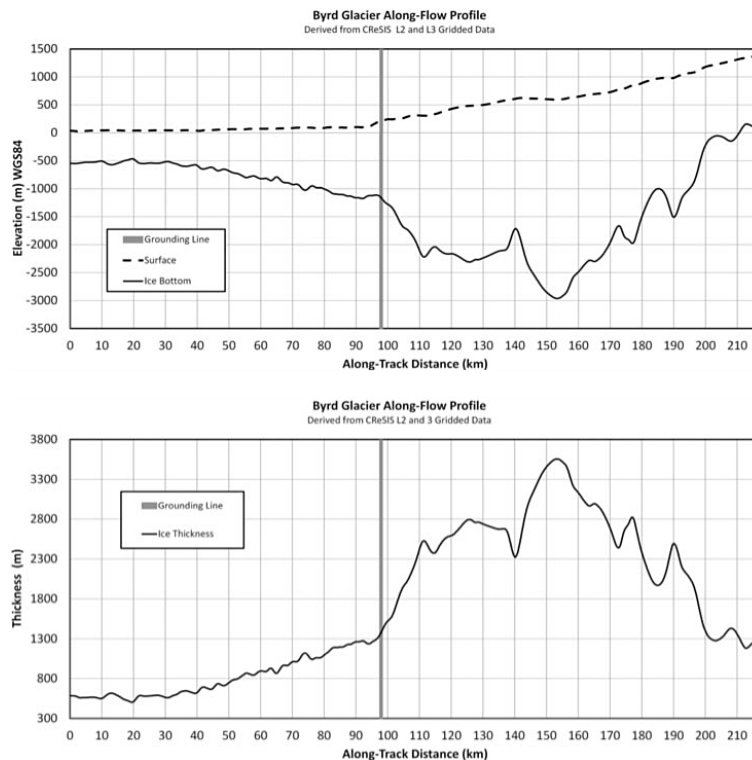 Byrd Glacier Along-Flow Profile
Derived from CReSIS L2 and L3 Gridded Data
1500
1000
500
0
-500
-1000
-1500
-2000
-2500
-3000
-3500
Elevation (m) WGS84
Grounding Line
Surface
Ice Bottom
0 10 20 30 40 50 60 70 80 90 100 110 120 130 140 150 160 170 180 190 200 210
Along-Track Distance (km)
Byrd Glacier Along-Flow Profile
Derived from CReSIS L2 and 3 Gridded Data
3800
3300
2800
2300
1800
1300
800
300
Thickness (m)
Grounding Line
Ice Thickness
0 10 20 30 40 50 60 70 80 90 100 110 120 130 140 150 160 170 180 190 200 210
Along-Track Distance (km)